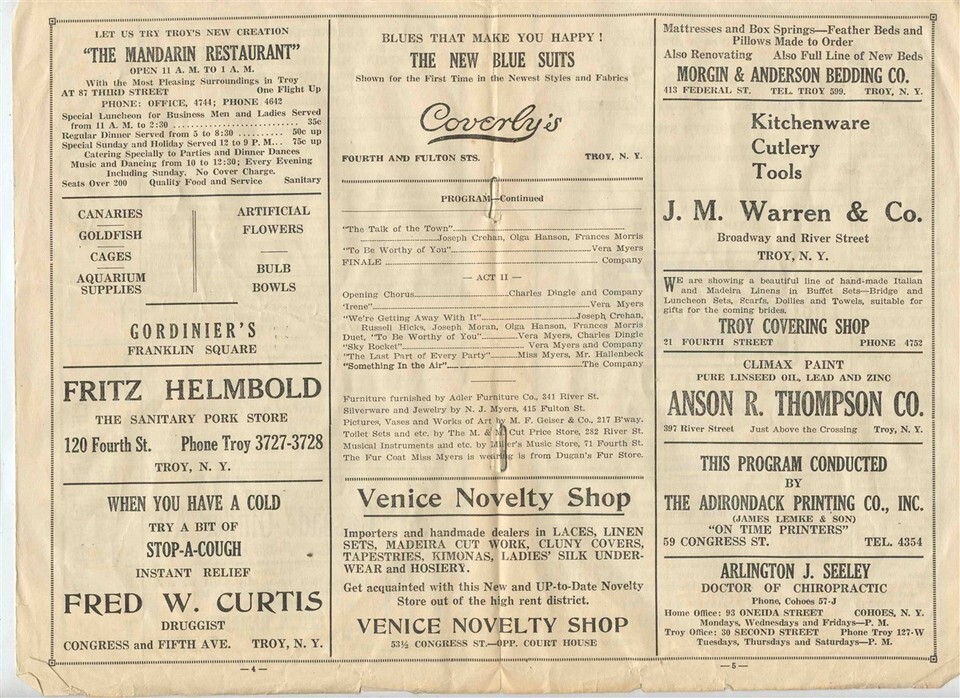 LET US TRY TROY'S NEW CREATION
"THE MANDARIN RESTAURANT"
OPEN 11 A. M. TO 1 A. M.
With the Most Pleasing Surroundings in Troy
AT 87 THIRD STREET One Flight Up
PHONE: OFFICE, 4744; PHONE 4642
Special Luncheon for Business Men and Ladies Served
from 11 A. M. to 2:30 ........................... 35c
Regular Dinner Served from 5 to 8:30 .......... 50c up
Special Sunday and Holiday Served 12 to 9 P. M... 75c up
Catering Specially to Parties and Dinner Dances
Music and Dancing from 10 to 12:30; Every Evening
Including Sunday. No Cover Charge.
Seats Over 200 Quality Food and Service Sanitary
CANARIES
GOLDFISH
CAGES
AQUARIUM
SUPPLIES
ARTIFICIAL
FLOWERS
BULB
BOWLS
GORDINIER'S
FRANKLIN SQUARE
FRITZ HELMBOLD
THE SANITARY PORK STORE
120 Fourth St. Phone Troy 3727-3728
TROY, N. Y.
WHEN YOU HAVE A COLD
TRY A BIT OF
STOP-A-COUGH
INSTANT RELIEF
FRED W. CURTIS
DRUGGIST
CONGRESS and FIFTH AVE. TROY, N. Y.
—4—
BLUES THAT MAKE YOU HAPPY!
THE NEW BLUE SUITS
Shown for the First Time in the Newest Styles and Fabrics
Coverly's
FOURTH AND FULTON STS. TROY, N. Y.
PROGRAM—Continued
"The Talk of the Town"
Joseph Crehan, Olga Hanson, Frances Morris
"To Be Worthy of You" Vera Myers
FINALE Company
— ACT II —
Opening Chorus Charles Dingle and Company
'Irene" Vera Myers
"We're Getting Away With It" Joseph Crehan,
Russell Hicks, Joseph Moran, Olga Hanson, Frances Morris
Duet, "To Be Worthy of You" Vera Myers, Charles Dingle
"Sky Rocket" Vera Myers and Company
"The Last Part of Every Party" Miss Myers, Mr. Hallenbeck
"Something In the Air" The Company
Furniture furnished by Adler Furniture Co., 341 River St.
Silverware and Jewelry by N. J. Myers, 415 Fulton St.
Pictures, Vases and Works of Art by M. F. Geiser & Co., 217 B'way.
Toilet Sets and etc. by The M. & M. Cut Price Store, 282 River St.
Musical Instruments and etc. by Miller's Music Store, 71 Fourth St.
The Fur Coat Miss Myers is wearing is from Dugan's Fur Store.
Venice Novelty Shop
Importers and handmade dealers in LACES, LINEN
SETS, MADEIRA CUT WORK, CLUNY COVERS,
TAPESTRIES, KIMONAS, LADIES' SILK UNDER-
WEAR and HOSIERY.
Get acquainted with this New and UP-to-Date Novelty
Store out of the high rent district.
VENICE NOVELTY SHOP
53½ CONGRESS ST.—OPP. COURT HOUSE
Mattresses and Box Springs—Feather Beds and
Pillows Made to Order
Also Renovating Also Full Line of New Beds
MORGIN & ANDERSON BEDDING CO.
413 FEDERAL ST. TEL. TROY 599. TROY, N. Y.
Kitchenware
Cutlery
Tools
J. M. Warren & Co.
Broadway and River Street
TROY, N. Y.
WE are showing a beautiful line of hand-made Italian
and Madeira Linens in Buffet Sets—Bridge and
Luncheon Sets, Scarfs, Doilies and Towels, suitable for
gifts for the coming brides.
TROY COVERING SHOP
21 FOURTH STREET PHONE 4752
CLIMAX PAINT
PURE LINSEED OIL, LEAD AND ZINC
ANSON R. THOMPSON CO.
397 River Street Just Above the Crossing Troy, N. Y.
THIS PROGRAM CONDUCTED
BY
THE ADIRONDACK PRINTING CO., INC.
(JAMES LEMKE & SON)
"ON TIME PRINTERS"
59 CONGRESS ST. TEL. 4354
ARLINGTON J. SEELEY
DOCTOR OF CHIROPRACTIC
Phone, Cohoes 57-J
Home Office: 93 ONEIDA STREET COHOES, N. Y.
Mondays, Wednesdays and Fridays—P. M.
Troy Office: 30 SECOND STREET Phone Troy 127-W
Tuesdays, Thursdays and Saturdays—P. M.
—5—